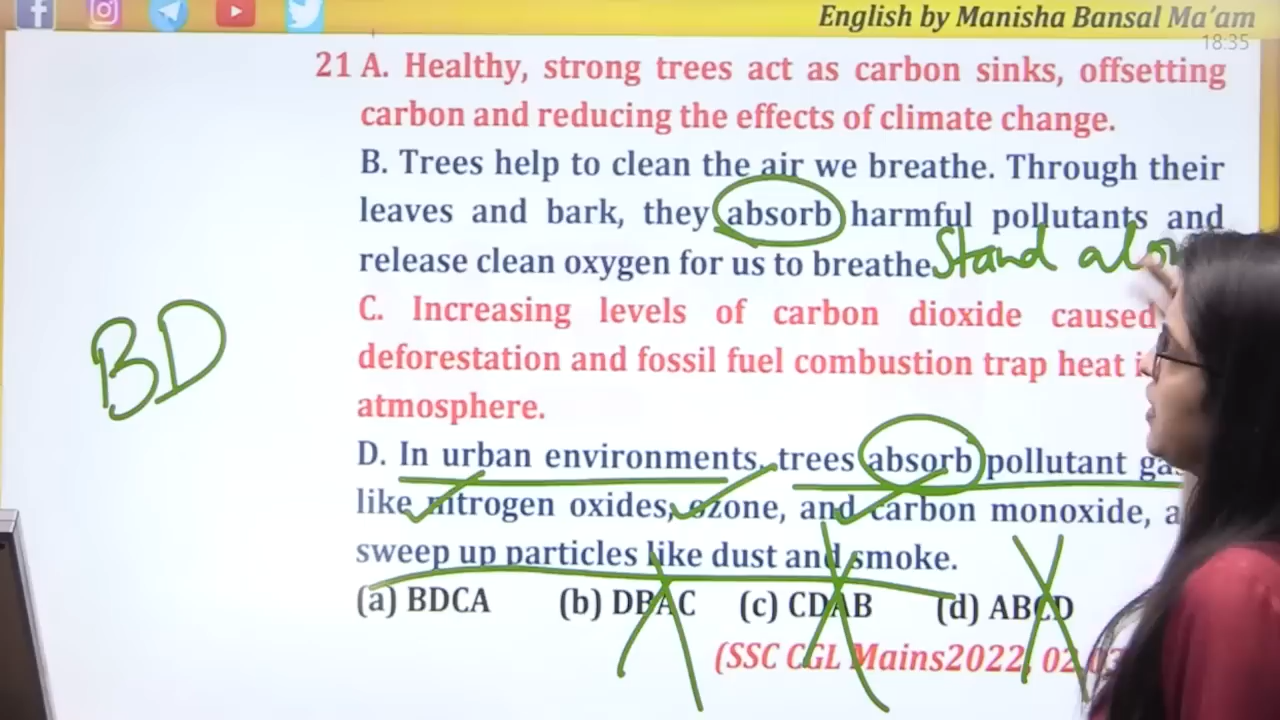 English by Manisha Bansal Ma'am
18:35
21 A. Healthy, strong trees act as carbon sinks, offsetting
carbon and reducing the effects of climate change.
B. Trees help to clean the air we breathe. Through their
leaves and bark, they absorb harmful pollutants and
release clean oxygen for us to breathe. Stand
C. Increasing levels of carbon dioxide caused
deforestation and fossil fuel combustion trap heat
atmosphere.
BD
D. In urban environments, trees absorb pollutant
like nitrogen oxides, ozone, and carbon monoxide,
sweep up particles like dust and smoke.
(a) BDCA (b) DBAC (c) CDAB (d) ABCD
(SSC CGL Mains2022, 02